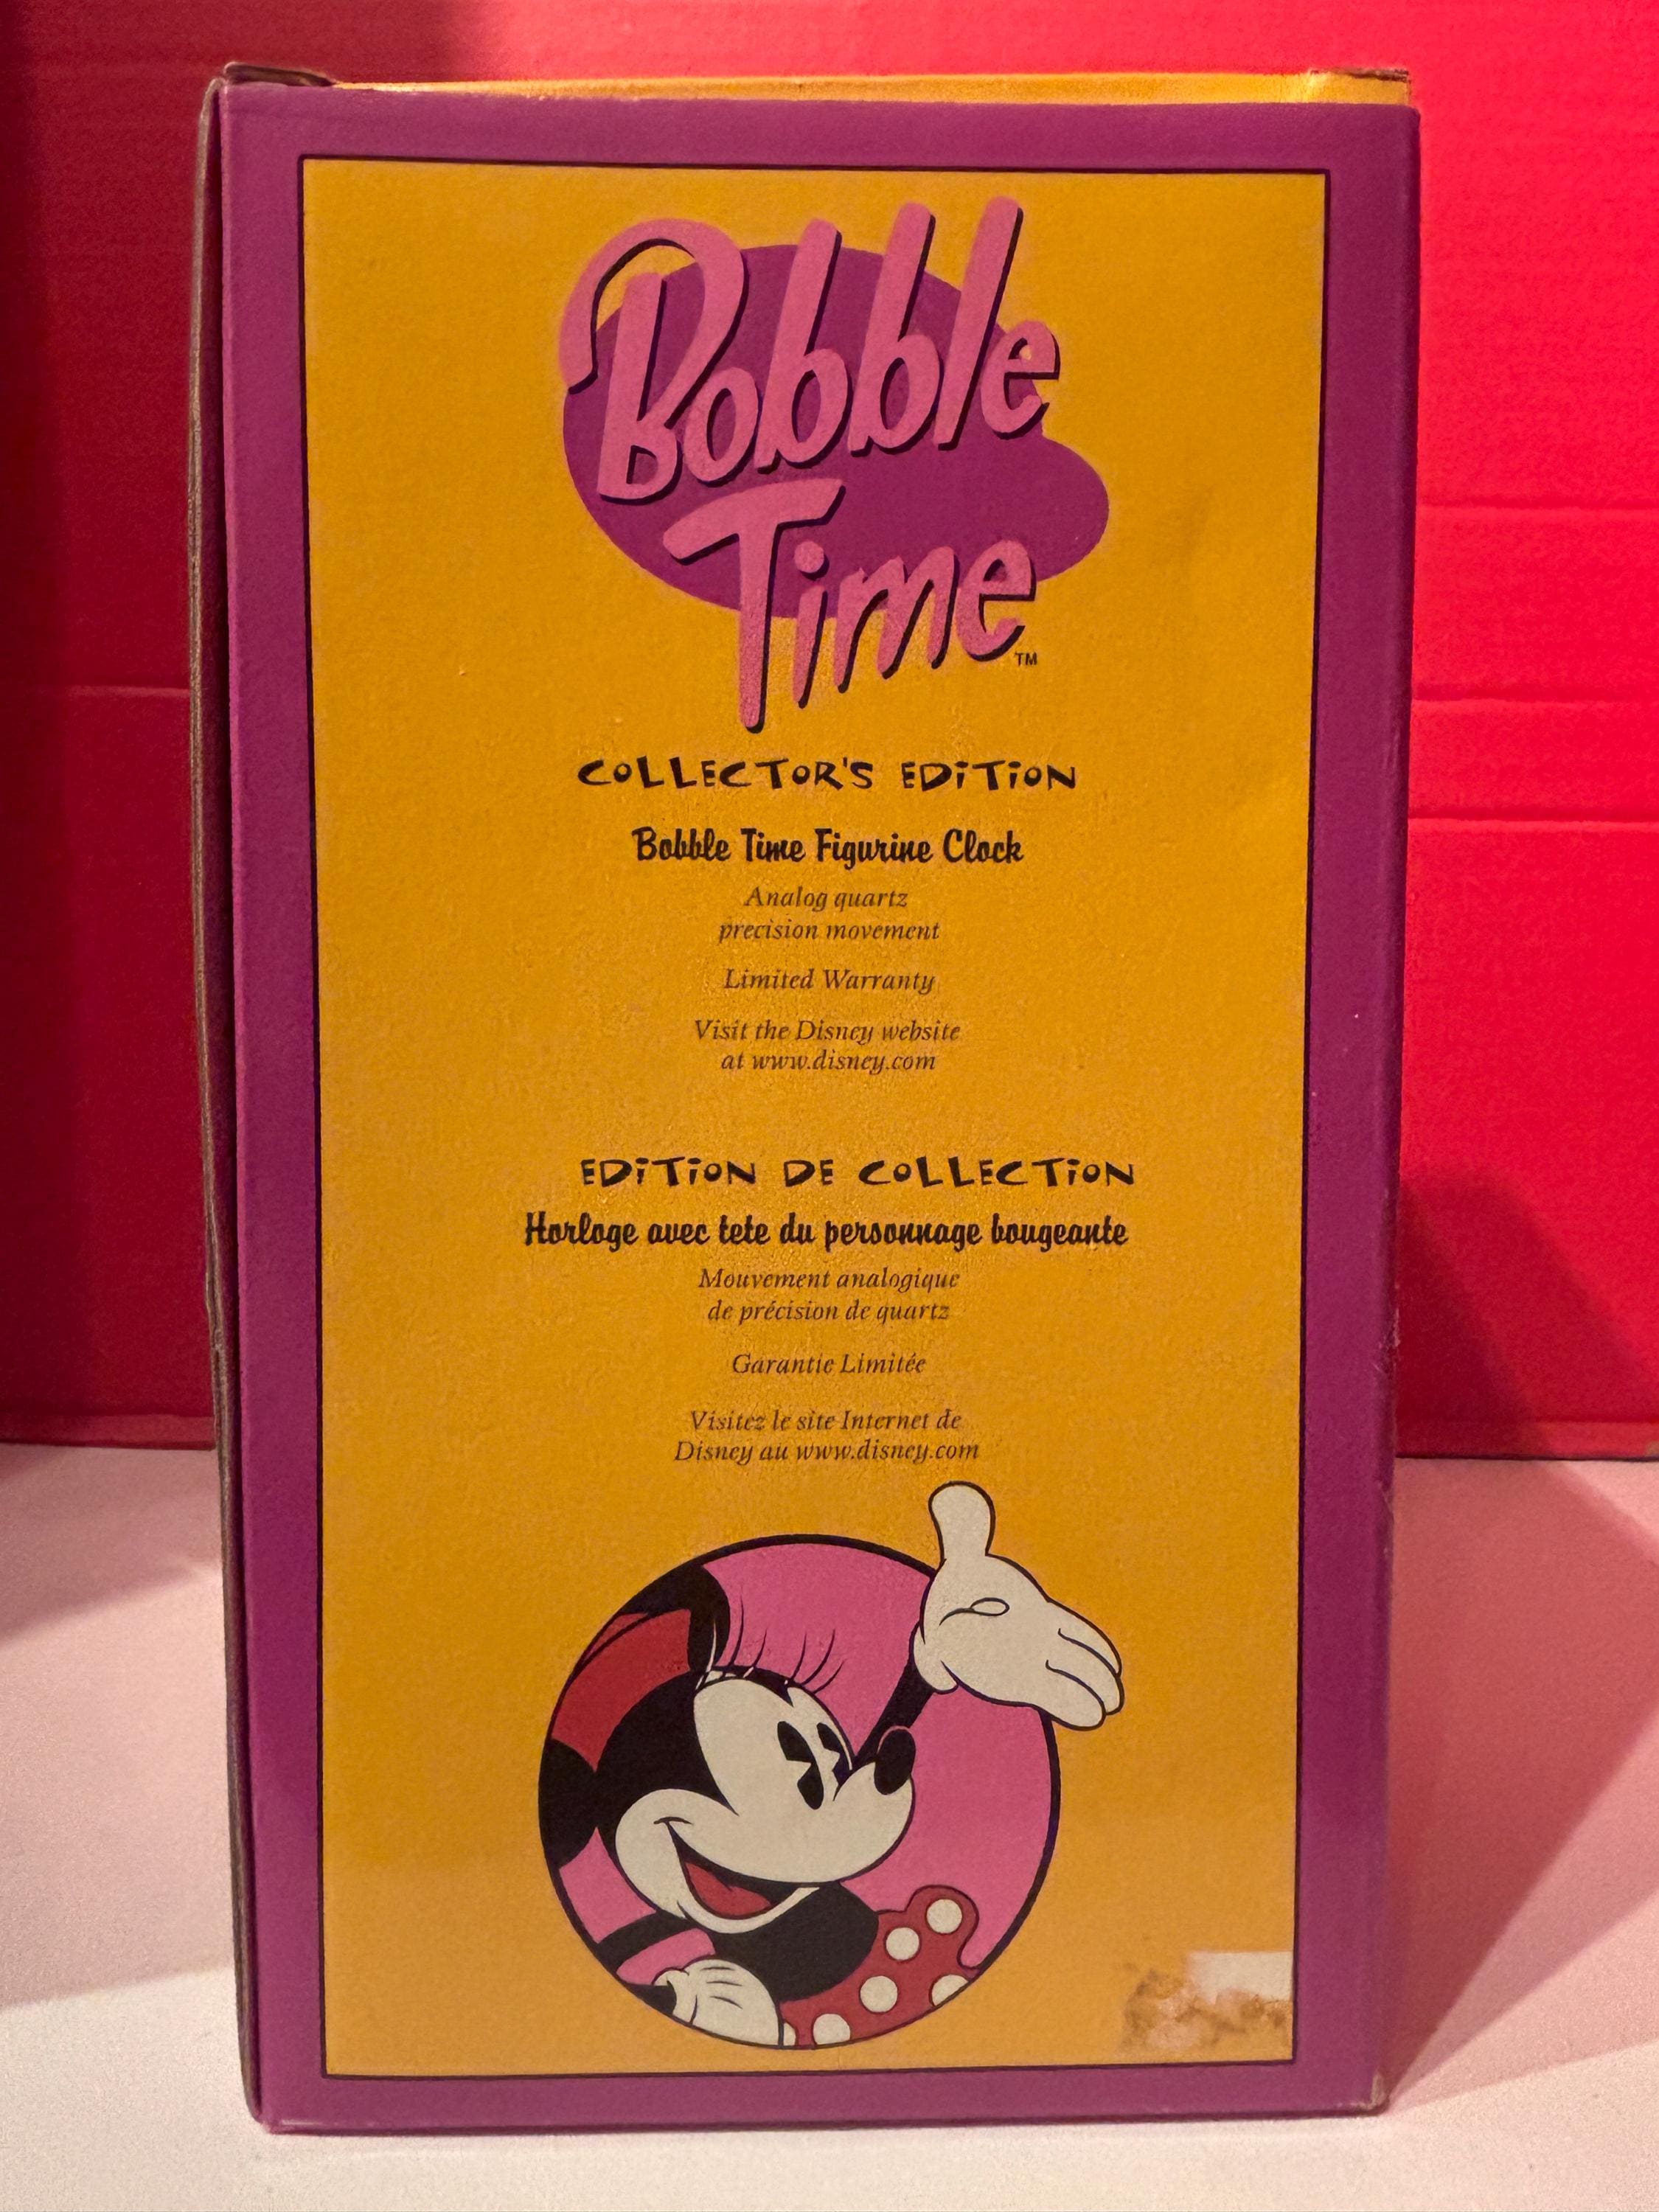 Bobble
Time
TM
COLLECTOR'S EDITION
Bobble Time Figurine Clock
Analog quartz
precision movement
Limited Warranty
Visit the Disney website
at www.disney.com
EDITION DE COLLECTION
Horloge avec tete du personnage bougeante
Mouvement analogique
de précision de quartz
Garantie Limitée
Visitez le site Internet de
Disney au www.disney.com